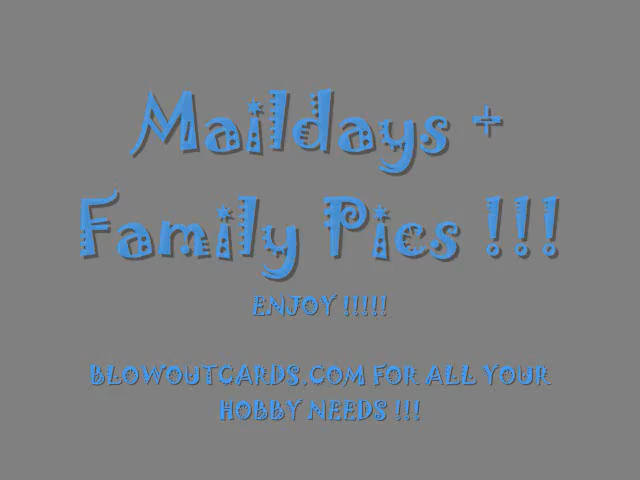 Maildays +
Family Pics !!!
ENJOY !!!!!
BLOWOUTCARDS.COM FOR ALL YOUR
HOBBY NEEDS !!!